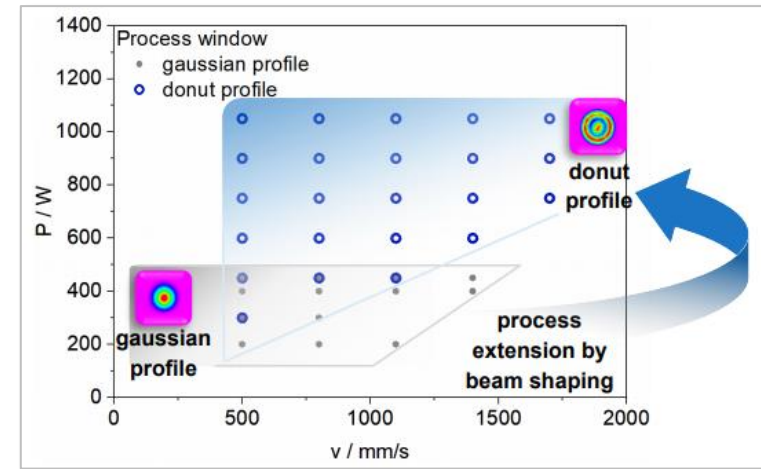 1400
1200
1000
800
600
400
200
0
P / W
Process window
gaussian profile
donut profile
donut
profile
gaussian
profile
process
extension by
beam shaping
0
500
1000
1500
2000
v / mm/s